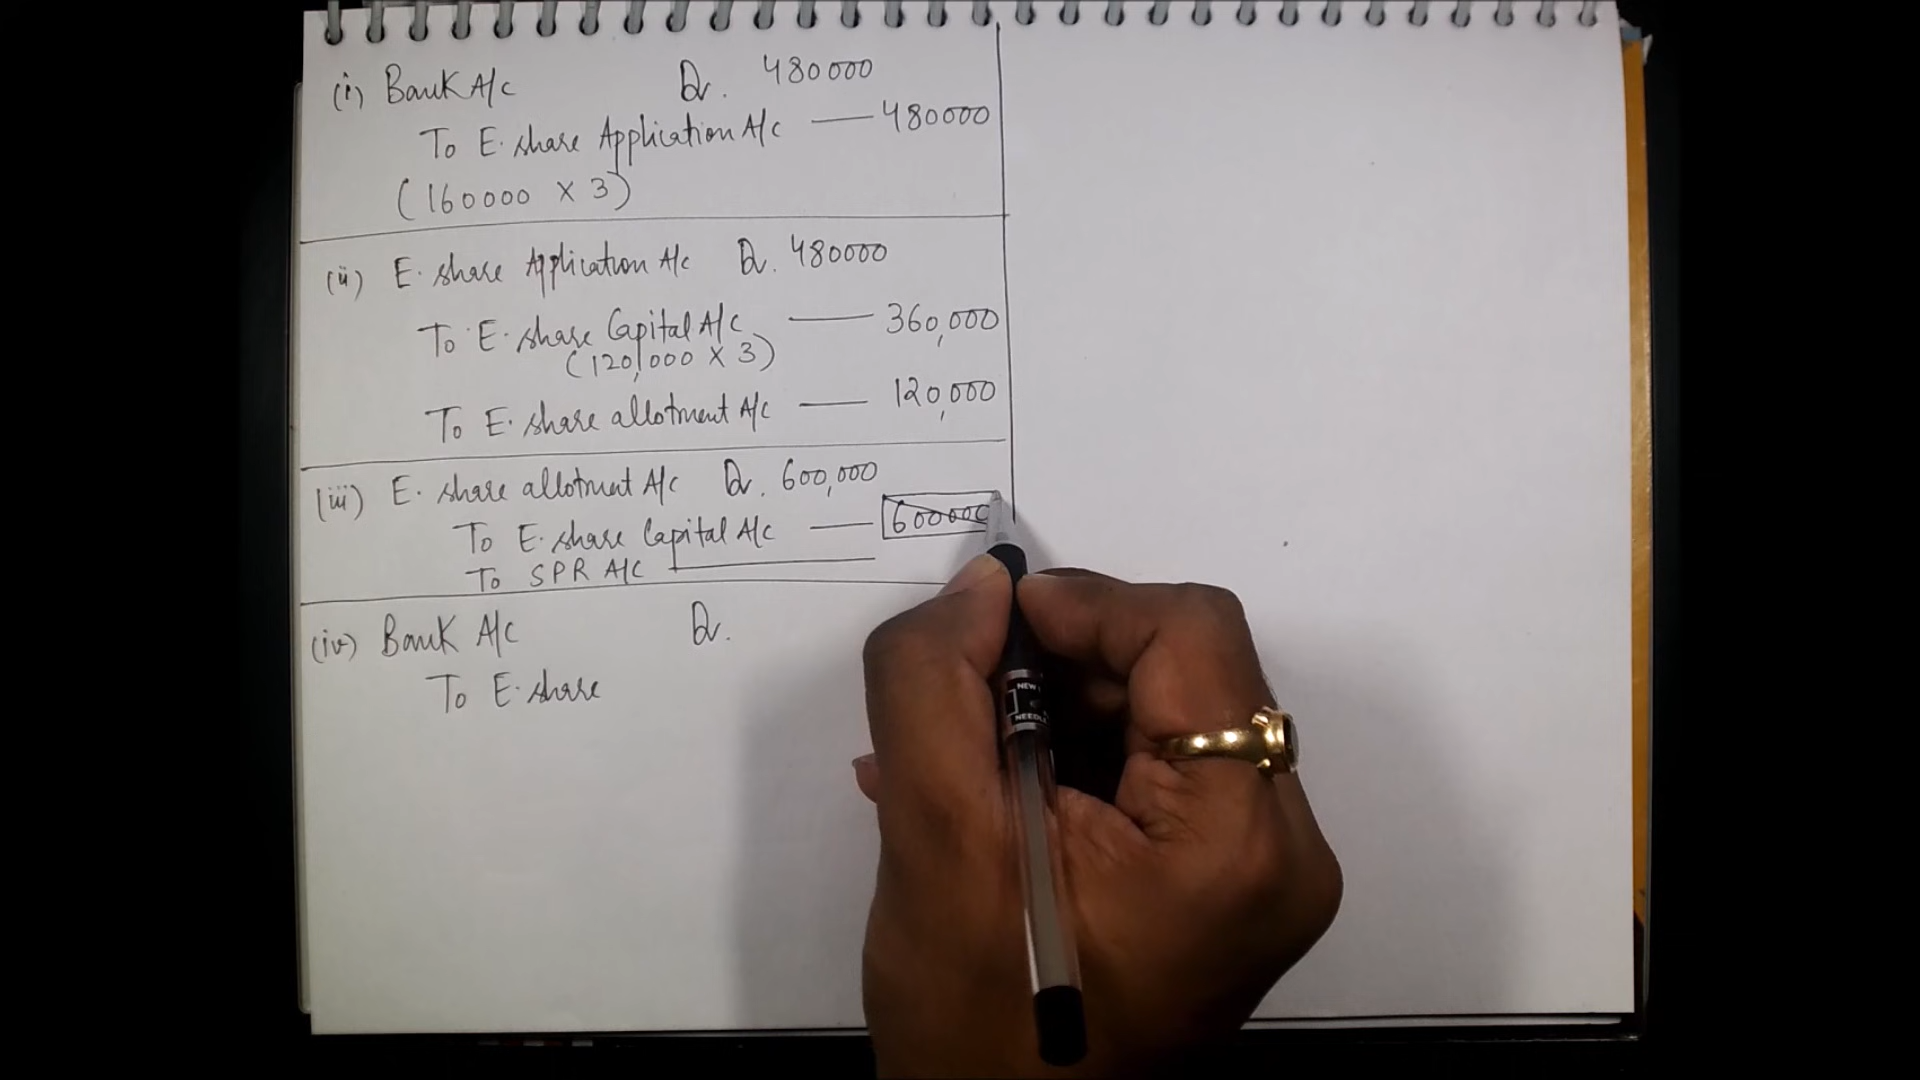 (i) Bank A/c Dr. 480000
To E. share Application A/c — 480000
(160000 X 3)
(ii) E. share Application A/c Dr. 480000
To E. share Capital A/c — 360,000
(120,000 X 3)
To E. share allotment A/c — 120,000
(iii) E. share allotment A/c Dr. 600,000
To E. share Capital A/c — 600000
To SPR A/C —
(iv) Bank A/c Dr.
To E. share
NEW
NEEDL